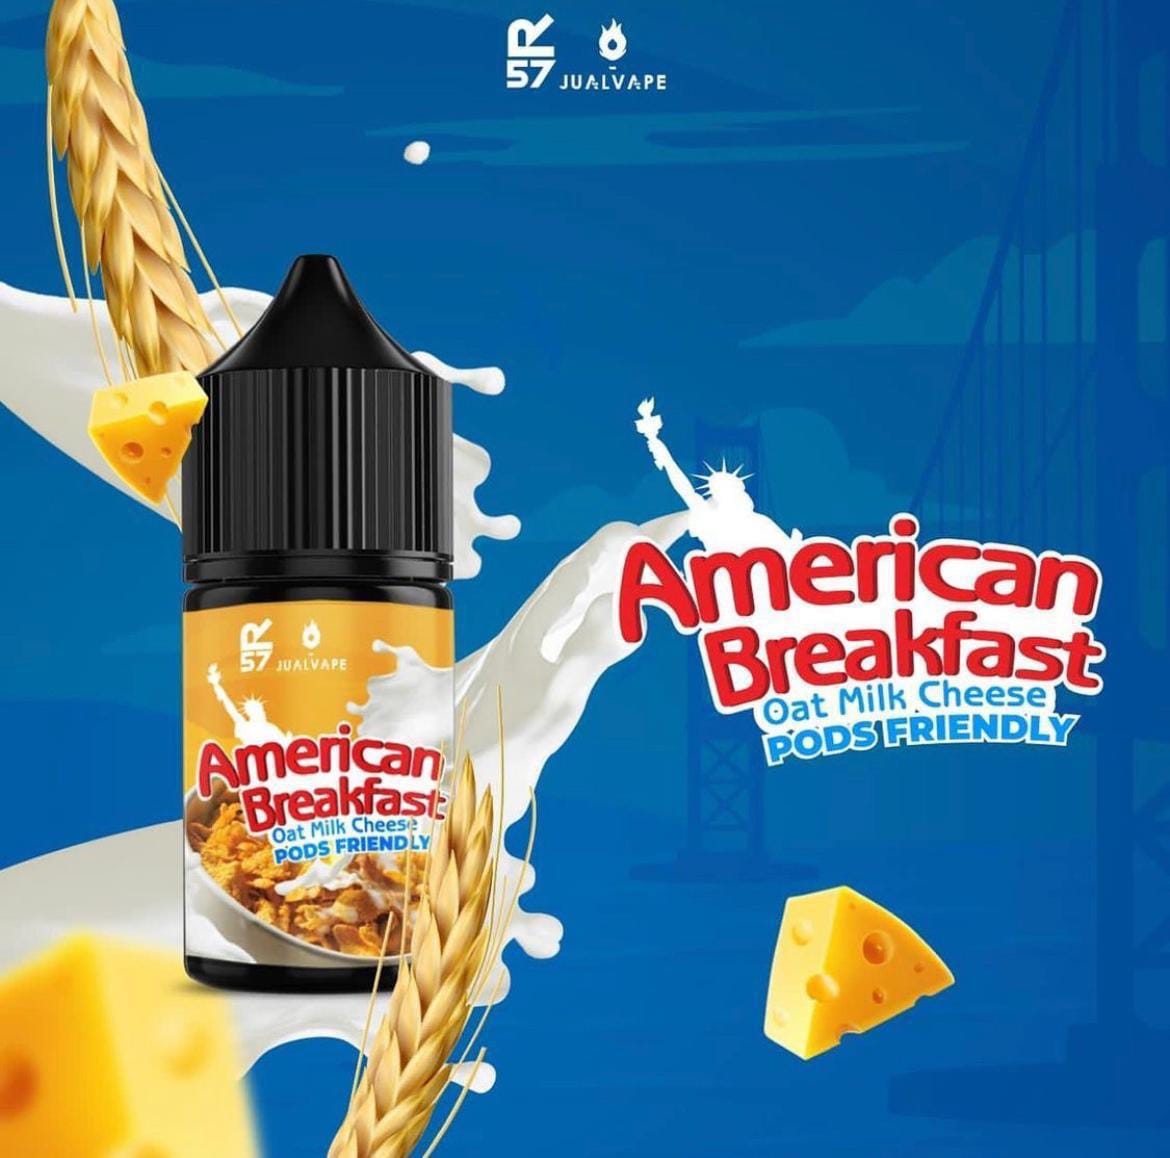 R
57 JUALVAPE
R
57 JUALVAPE
American
Breakfast
Oat Milk Cheese
PODS FRIENDLY
American
Breakfast
Oat Milk Cheese
PODS FRIENDLY